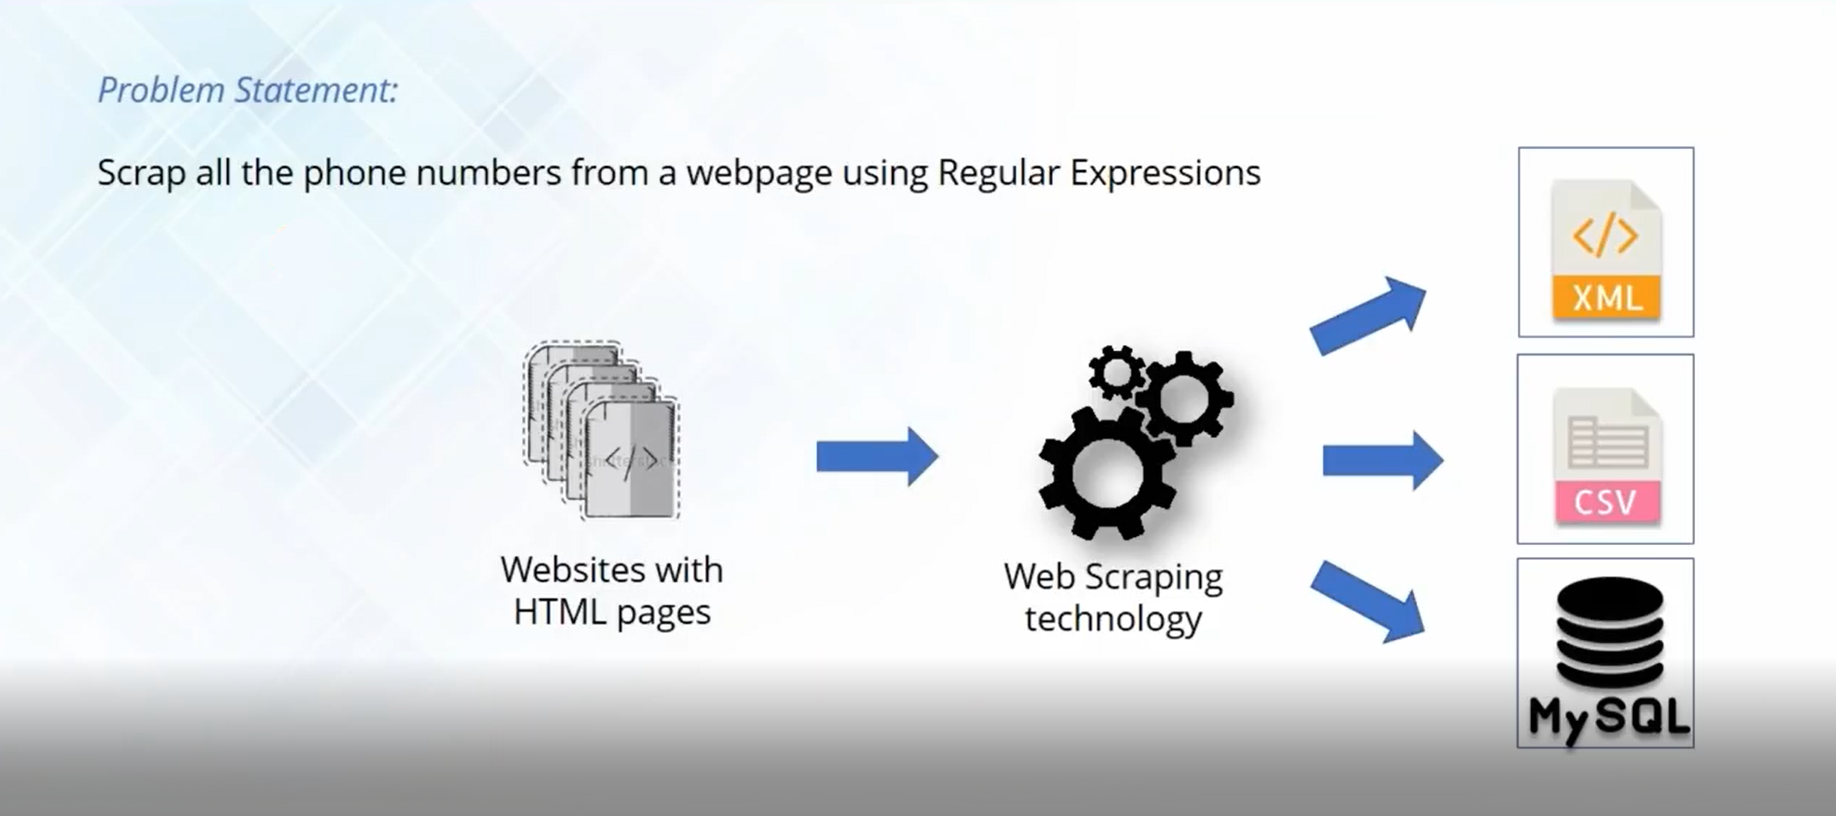 Problem Statement:
Scrap all the phone numbers from a webpage using Regular Expressions
</>
XML
</>
CSV
Websites with
HTML pages
Web Scraping
technology
MySQL